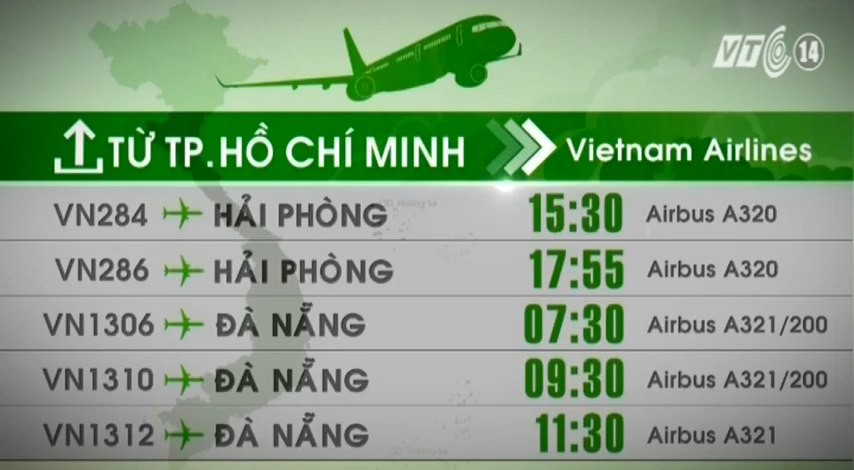 VTC 14
TỪ TP.HỒ CHÍ MINH Vietnam Airlines
VN284 HẢI PHÒNG 15:30 Airbus A320
VN286 HẢI PHÒNG 17:55 Airbus A320
VN1306 ĐÀ NẴNG 07:30 Airbus A321/200
VN1310 ĐÀ NẴNG 09:30 Airbus A321/200
VN1312 ĐÀ NẴNG 11:30 Airbus A321